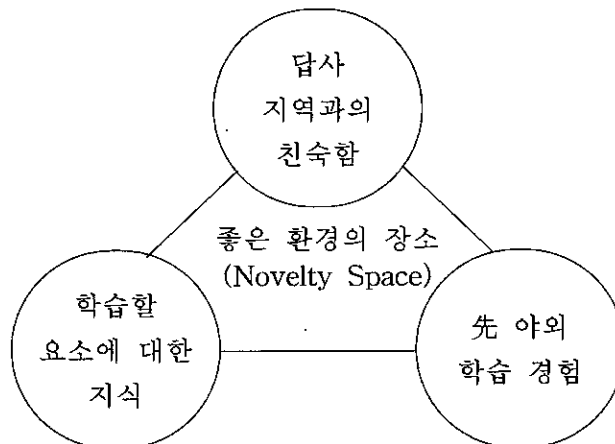 답사
지역과의
친숙함
좋은 환경의 장소
(Novelty Space)
학습할
요소에 대한
지식
先 야외
학습 경험